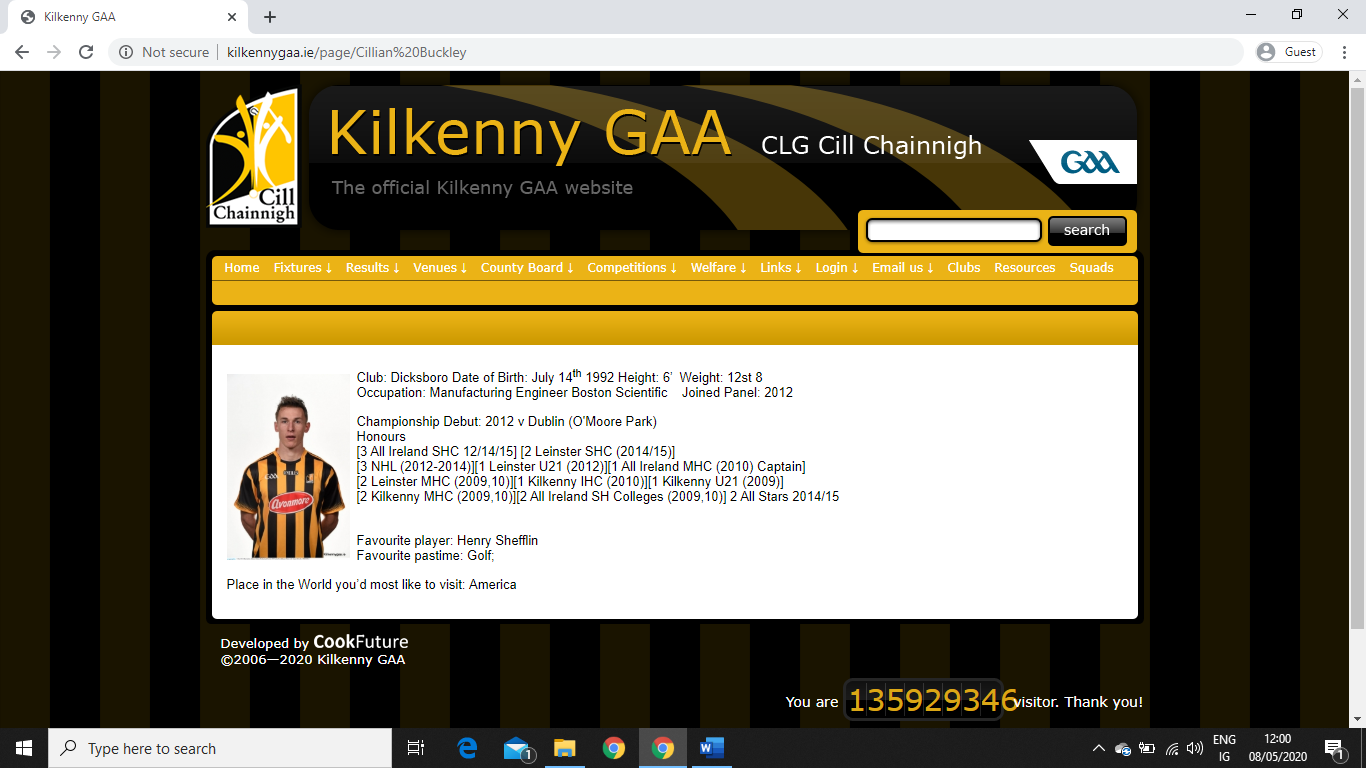 Kilkenny GAA
Not secure
kilkennygaa.ie/page/Cillian%20Buckley
Guest
Cill
Chainnigh
Kilkenny GAA CLG Cill Chainnigh
GAA
The official Kilkenny GAA website
search
Home Fixtures ↓ Results ↓ Venues ↓ County Board ↓ Competitions ↓ Welfare ↓ Links ↓ Login ↓ Email us ↓ Clubs Resources Squads
Club: Dicksboro Date of Birth: July 14th 1992 Height: 6' Weight: 12st 8
Occupation: Manufacturing Engineer Boston Scientific Joined Panel: 2012
Championship Debut: 2012 v Dublin (O'Moore Park)
Honours
[3 All Ireland SHC 12/14/15] [2 Leinster SHC (2014/15)]
[3 NHL (2012-2014)][1 Leinster U21 (2012)][1 All Ireland MHC (2010) Captain]
[2 Leinster MHC (2009,10)][1 Kilkenny IHC (2010)][1 Kilkenny U21 (2009)]
[2 Kilkenny MHC (2009,10)][2 All Ireland SH Colleges (2009,10)] 2 All Stars 2014/15
Avonmore
Favourite player: Henry Shefflin
Favourite pastime: Golf;
Place in the World you'd most like to visit: America
Developed by CookFuture
©2006—2020 Kilkenny GAA
You are 135929346 visitor. Thank you!
Type here to search
1
ENG
IG
12:00
08/05/2020
1